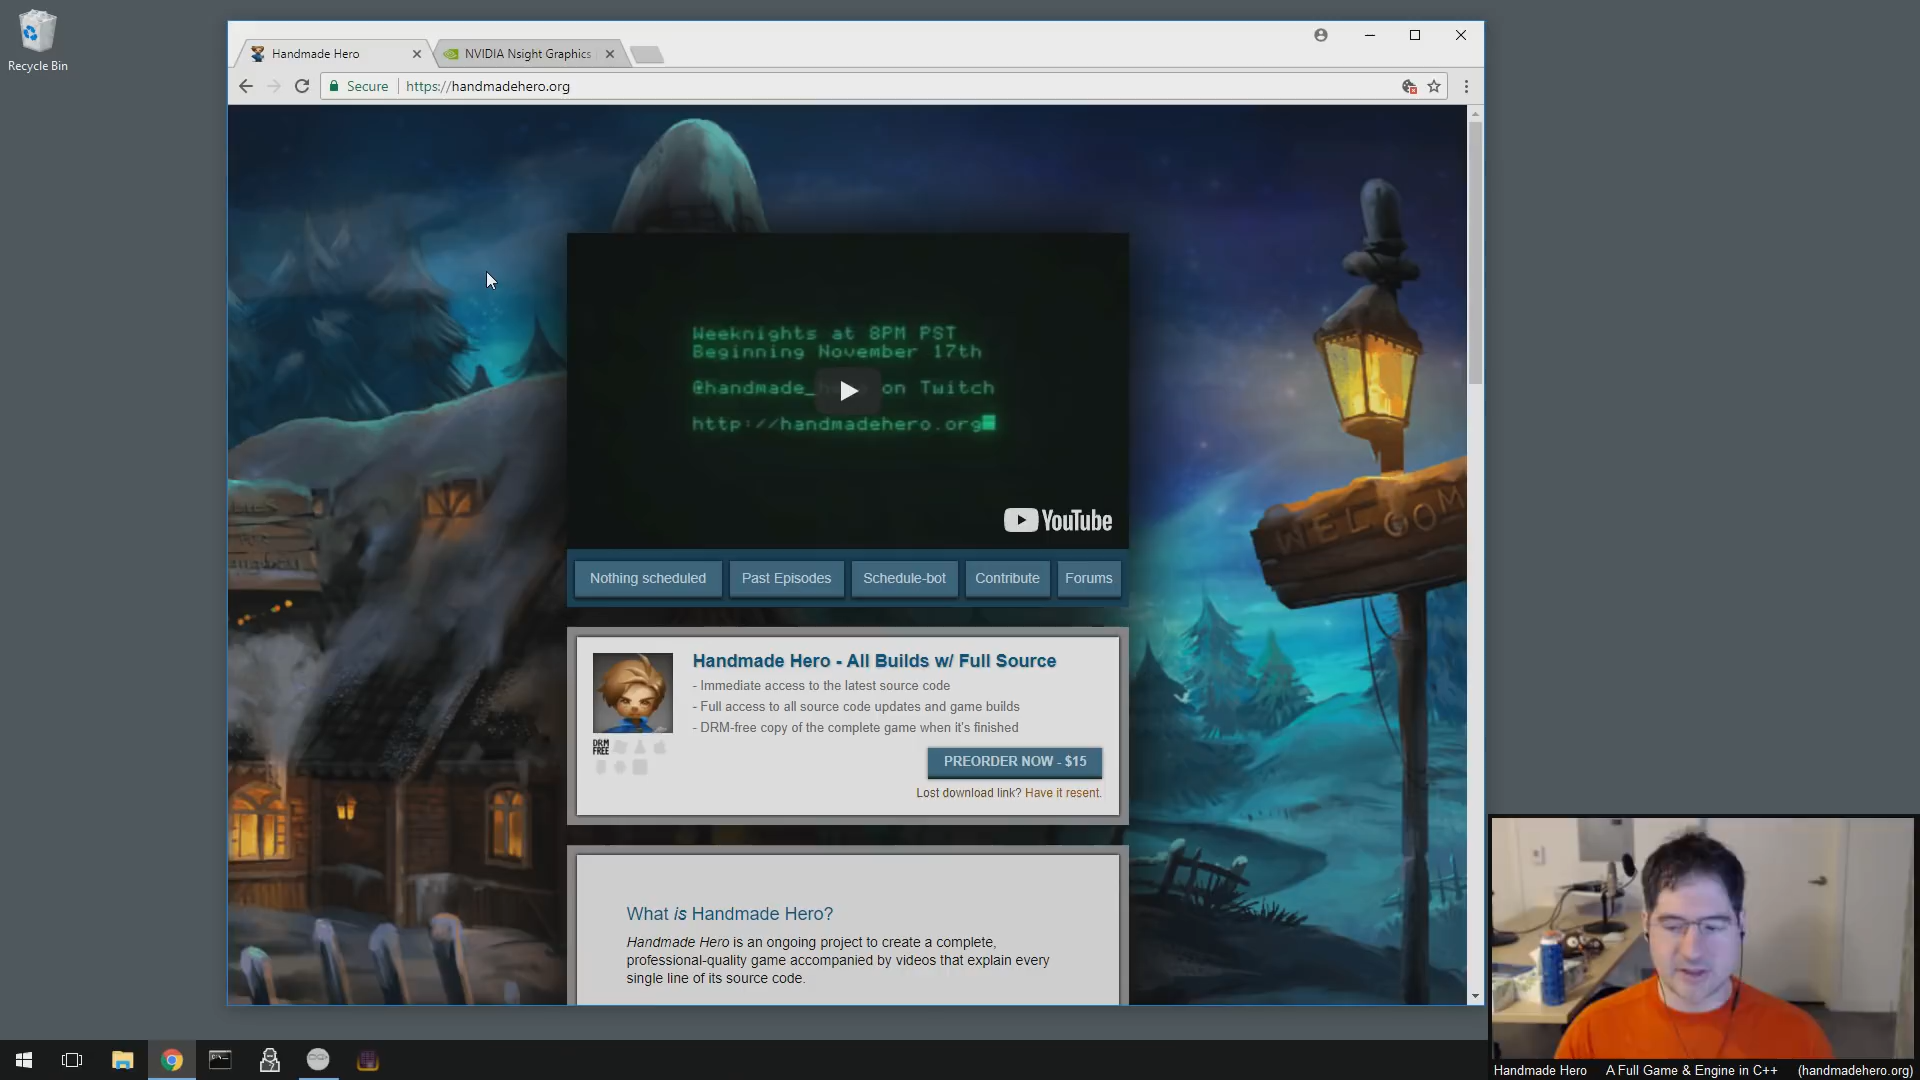 Recycle Bin
Handmade Hero
NVIDIA Nsight Graphics
Secure
https://handmadehero.org
Weeknights at 8PM PST
Beginning November 17th
@handmade_ on Twitch
http://handmadehero.org
YouTube
WELCOM
Nothing scheduled
Past Episodes
Schedule-bot
Contribute
Forums
Handmade Hero - All Builds w/ Full Source
- Immediate access to the latest source code
- Full access to all source code updates and game builds
- DRM-free copy of the complete game when it's finished
DRM
FREE
PREORDER NOW - $15
Lost download link? Have it resent.
What is Handmade Hero?
Handmade Hero is an ongoing project to create a complete,
professional-quality game accompanied by videos that explain every
single line of its source code.
Handmade Hero A Full Game & Engine in C++ (handmadehero.org)